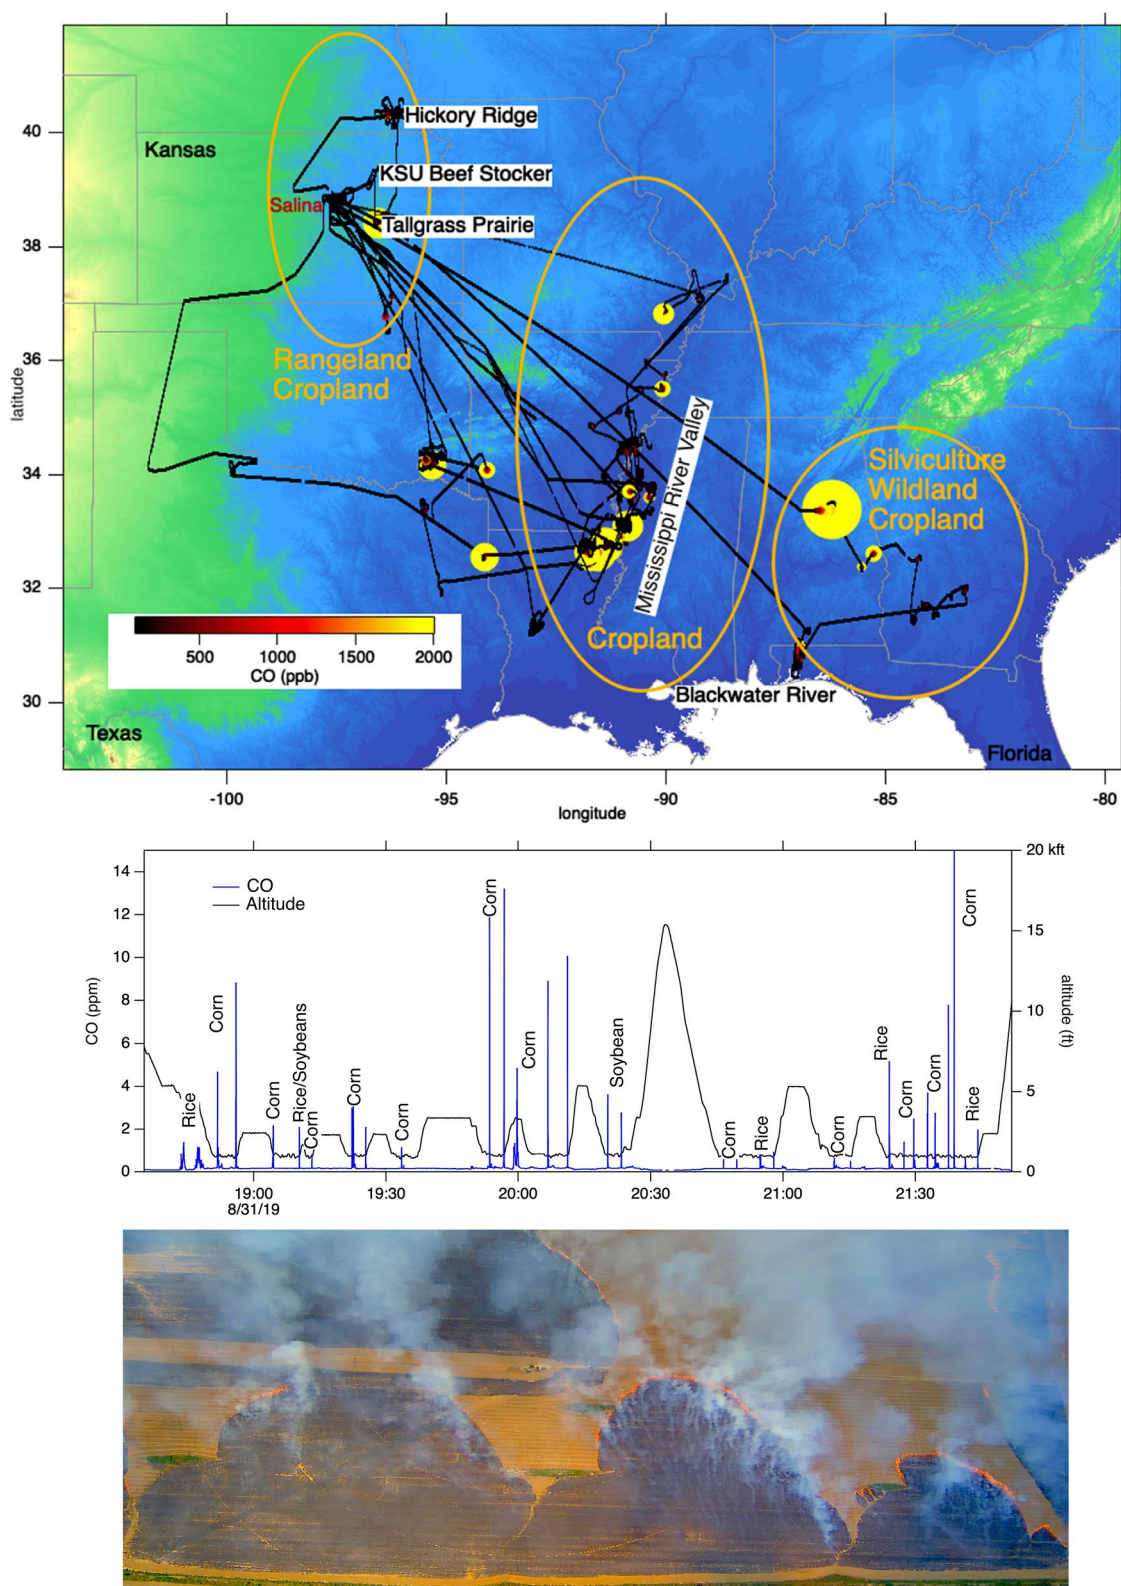 40
38
36
34
32
30
latitude
Kansas
Hickory Ridge
KSU Beef Stocker
Salina
Tallgrass Prairie
Rangeland
Cropland
Mississippi River Valley
Cropland
Silviculture
Wildland
Cropland
500 1000 1500 2000
CO (ppb)
Blackwater River
Texas
Florida
-100 -95 -90 -85 -80
longitude
14
12
10
8
6
4
2
0
CO (ppm)
CO
Altitude
Rice
Corn
Corn
Rice/Soybeans
Corn
Corn
Corn
Corn
Corn
Soybean
Corn
Rice
Corn
Rice
Corn
Corn
Corn
Rice
20 kft
15
10
5
0
altitude (ft)
19:00 19:30 20:00 20:30 21:00 21:30
8/31/19